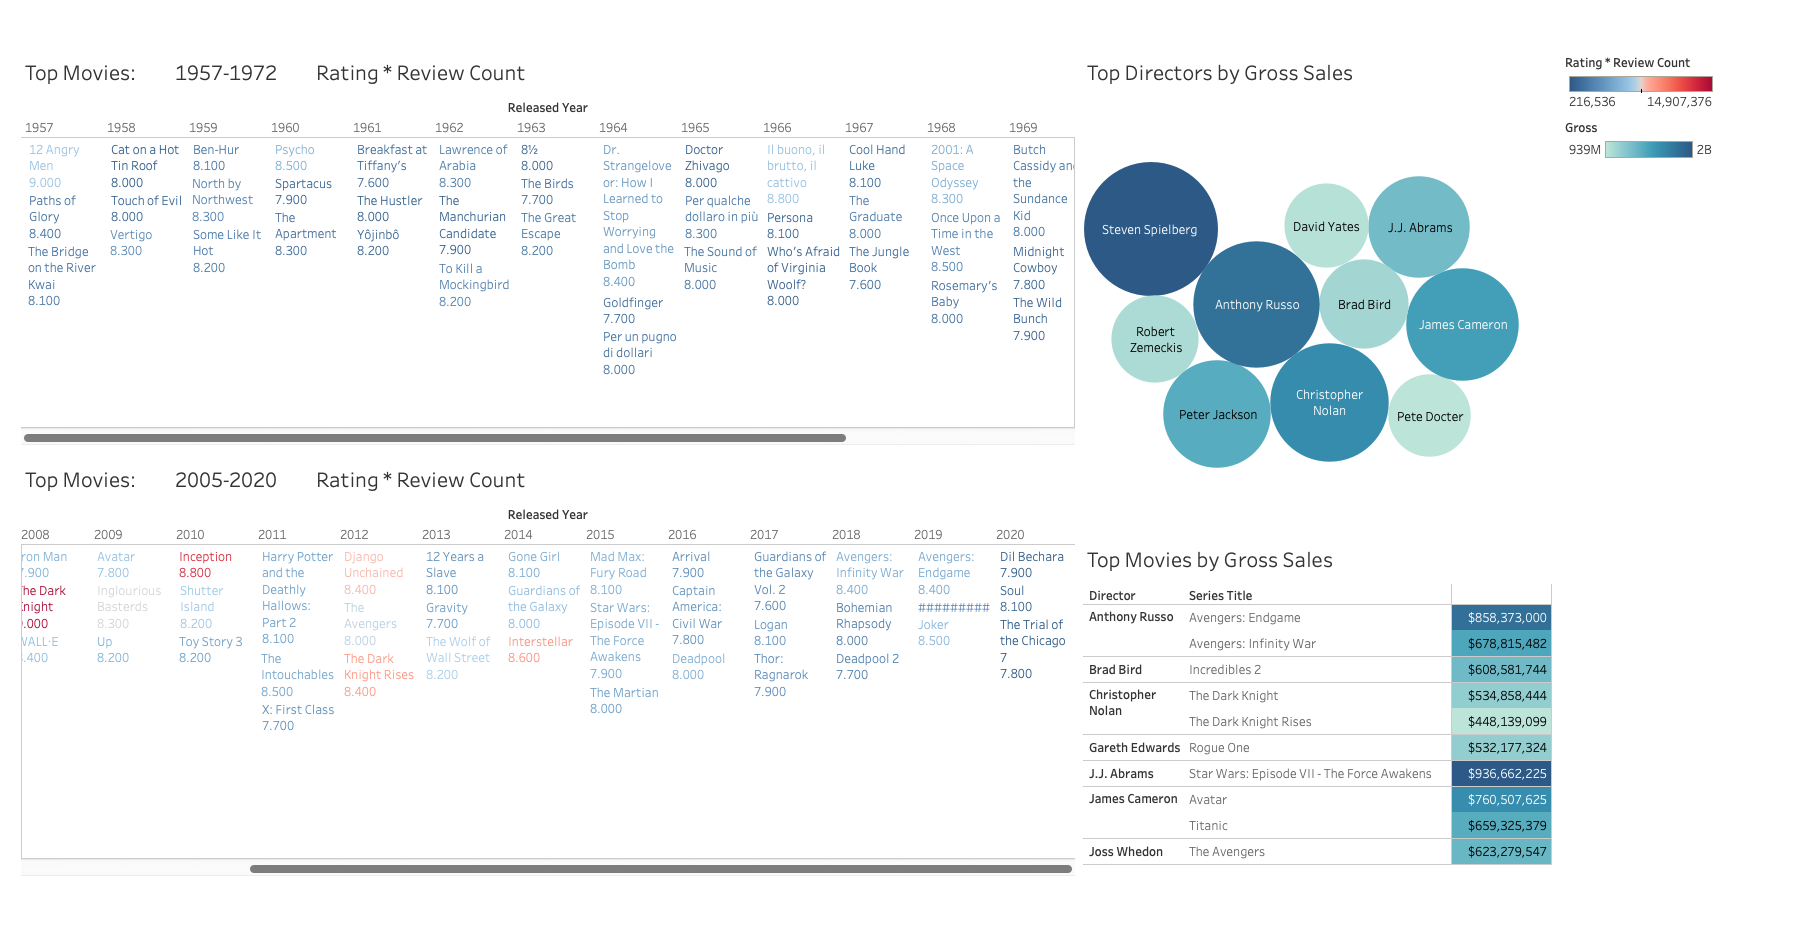 Top Movies: 1957-1972 Rating * Review Count
Released Year
1957 1958 1959 1960 1961 1962 1963 1964 1965 1966 1967 1968 1969
12 Angry
Men
9.000
Paths of
Glory
8.400
The Bridge
on the River
Kwai
8.100
Cat on a Hot
Tin Roof
8.000
Touch of Evil
8.000
Vertigo
8.300
Ben-Hur
8.100
North by
Northwest
8.300
Some Like It
Hot
8.200
Psycho
8.500
Spartacus
7.900
The
Apartment
8.300
Breakfast at
Tiffany's
7.600
The Hustler
8.000
Yôjinbô
8.200
Lawrence of
Arabia
8.300
The
Manchurian
Candidate
7.900
To Kill a
Mockingbird
8.200
8½
8.000
The Birds
7.700
The Great
Escape
8.200
Dr.
Strangelove
or: How I
Learned to
Stop
Worrying
and Love the
Bomb
8.400
Goldfinger
7.700
Per un pugno
di dollari
8.000
Doctor
Zhivago
8.000
Per qualche
dollaro in più
8.300
The Sound of
Music
8.000
Il buono, il
brutto, il
cattivo
8.800
Persona
8.100
Who's Afraid
of Virginia
Woolf?
8.000
Cool Hand
Luke
8.100
The
Graduate
8.000
The Jungle
Book
7.600
2001: A
Space
Odyssey
8.300
Once Upon a
Time in the
West
8.500
Rosemary's
Baby
8.000
Butch
Cassidy and
the
Sundance
Kid
8.000
Midnight
Cowboy
7.800
The Wild
Bunch
7.900
Top Movies: 2005-2020 Rating * Review Count
Released Year
2008 2009 2010 2011 2012 2013 2014 2015 2016 2017 2018 2019 2020
ron Man
7.900
he Dark
night
.000
WALL·E
.400
Avatar
7.800
Inglourious
Basterds
8.300
Up
8.200
Inception
8.800
Shutter
Island
8.200
Toy Story 3
8.200
Harry Potter
and the
Deathly
Hallows:
Part 2
8.100
The
Intouchables
8.500
X: First Class
7.700
Django
Unchained
8.400
The
Avengers
8.000
The Dark
Knight Rises
8.400
12 Years a
Slave
8.100
Gravity
7.700
The Wolf of
Wall Street
8.200
Gone Girl
8.100
Guardians of
the Galaxy
8.000
Interstellar
8.600
Mad Max:
Fury Road
8.100
Star Wars:
Episode VII -
The Force
Awakens
7.900
The Martian
8.000
Arrival
7.900
Captain
America:
Civil War
7.800
Deadpool
8.000
Guardians of
the Galaxy
Vol. 2
7.600
Logan
8.100
Thor:
Ragnarok
7.900
Avengers:
Infinity War
8.400
Bohemian
Rhapsody
8.000
Deadpool 2
7.700
Avengers:
Endgame
8.400
#########
Joker
8.500
Dil Bechara
7.900
Soul
8.100
The Trial of
the Chicago
7
7.800
Top Directors by Gross Sales
Steven Spielberg
David Yates
J.J. Abrams
Anthony Russo
Brad Bird
James Cameron
Robert
Zemeckis
Peter Jackson
Christopher
Nolan
Pete Docter
Rating * Review Count
216,536 14,907,376
Gross
939M 2B
Top Movies by Gross Sales
Director Series Title
Anthony Russo Avengers: Endgame $858,373,000
Avengers: Infinity War $678,815,482
Brad Bird Incredibles 2 $608,581,744
Christopher
Nolan
The Dark Knight $534,858,444
The Dark Knight Rises $448,139,099
Gareth Edwards Rogue One $532,177,324
J.J. Abrams Star Wars: Episode VII - The Force Awakens $936,662,225
James Cameron Avatar $760,507,625
Titanic $659,325,379
Joss Whedon The Avengers $623,279,547